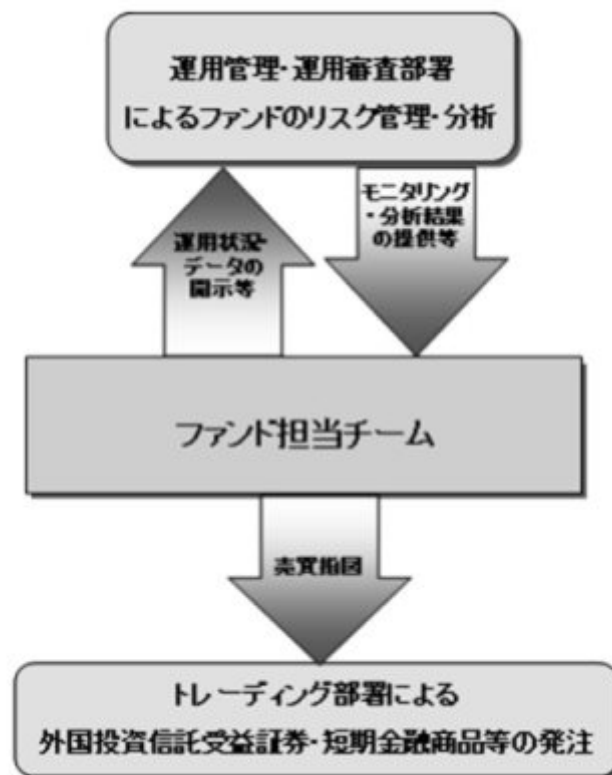 運用管理・運用審査部署
によるファンドのリスク管理・分析
運用状況・
データの
開示等
モニタリング
・分析結果
の提供等
ファンド担当チーム
売買指図
トレーディング部署による
外国投資信託受益証券・短期金融商品等の発注